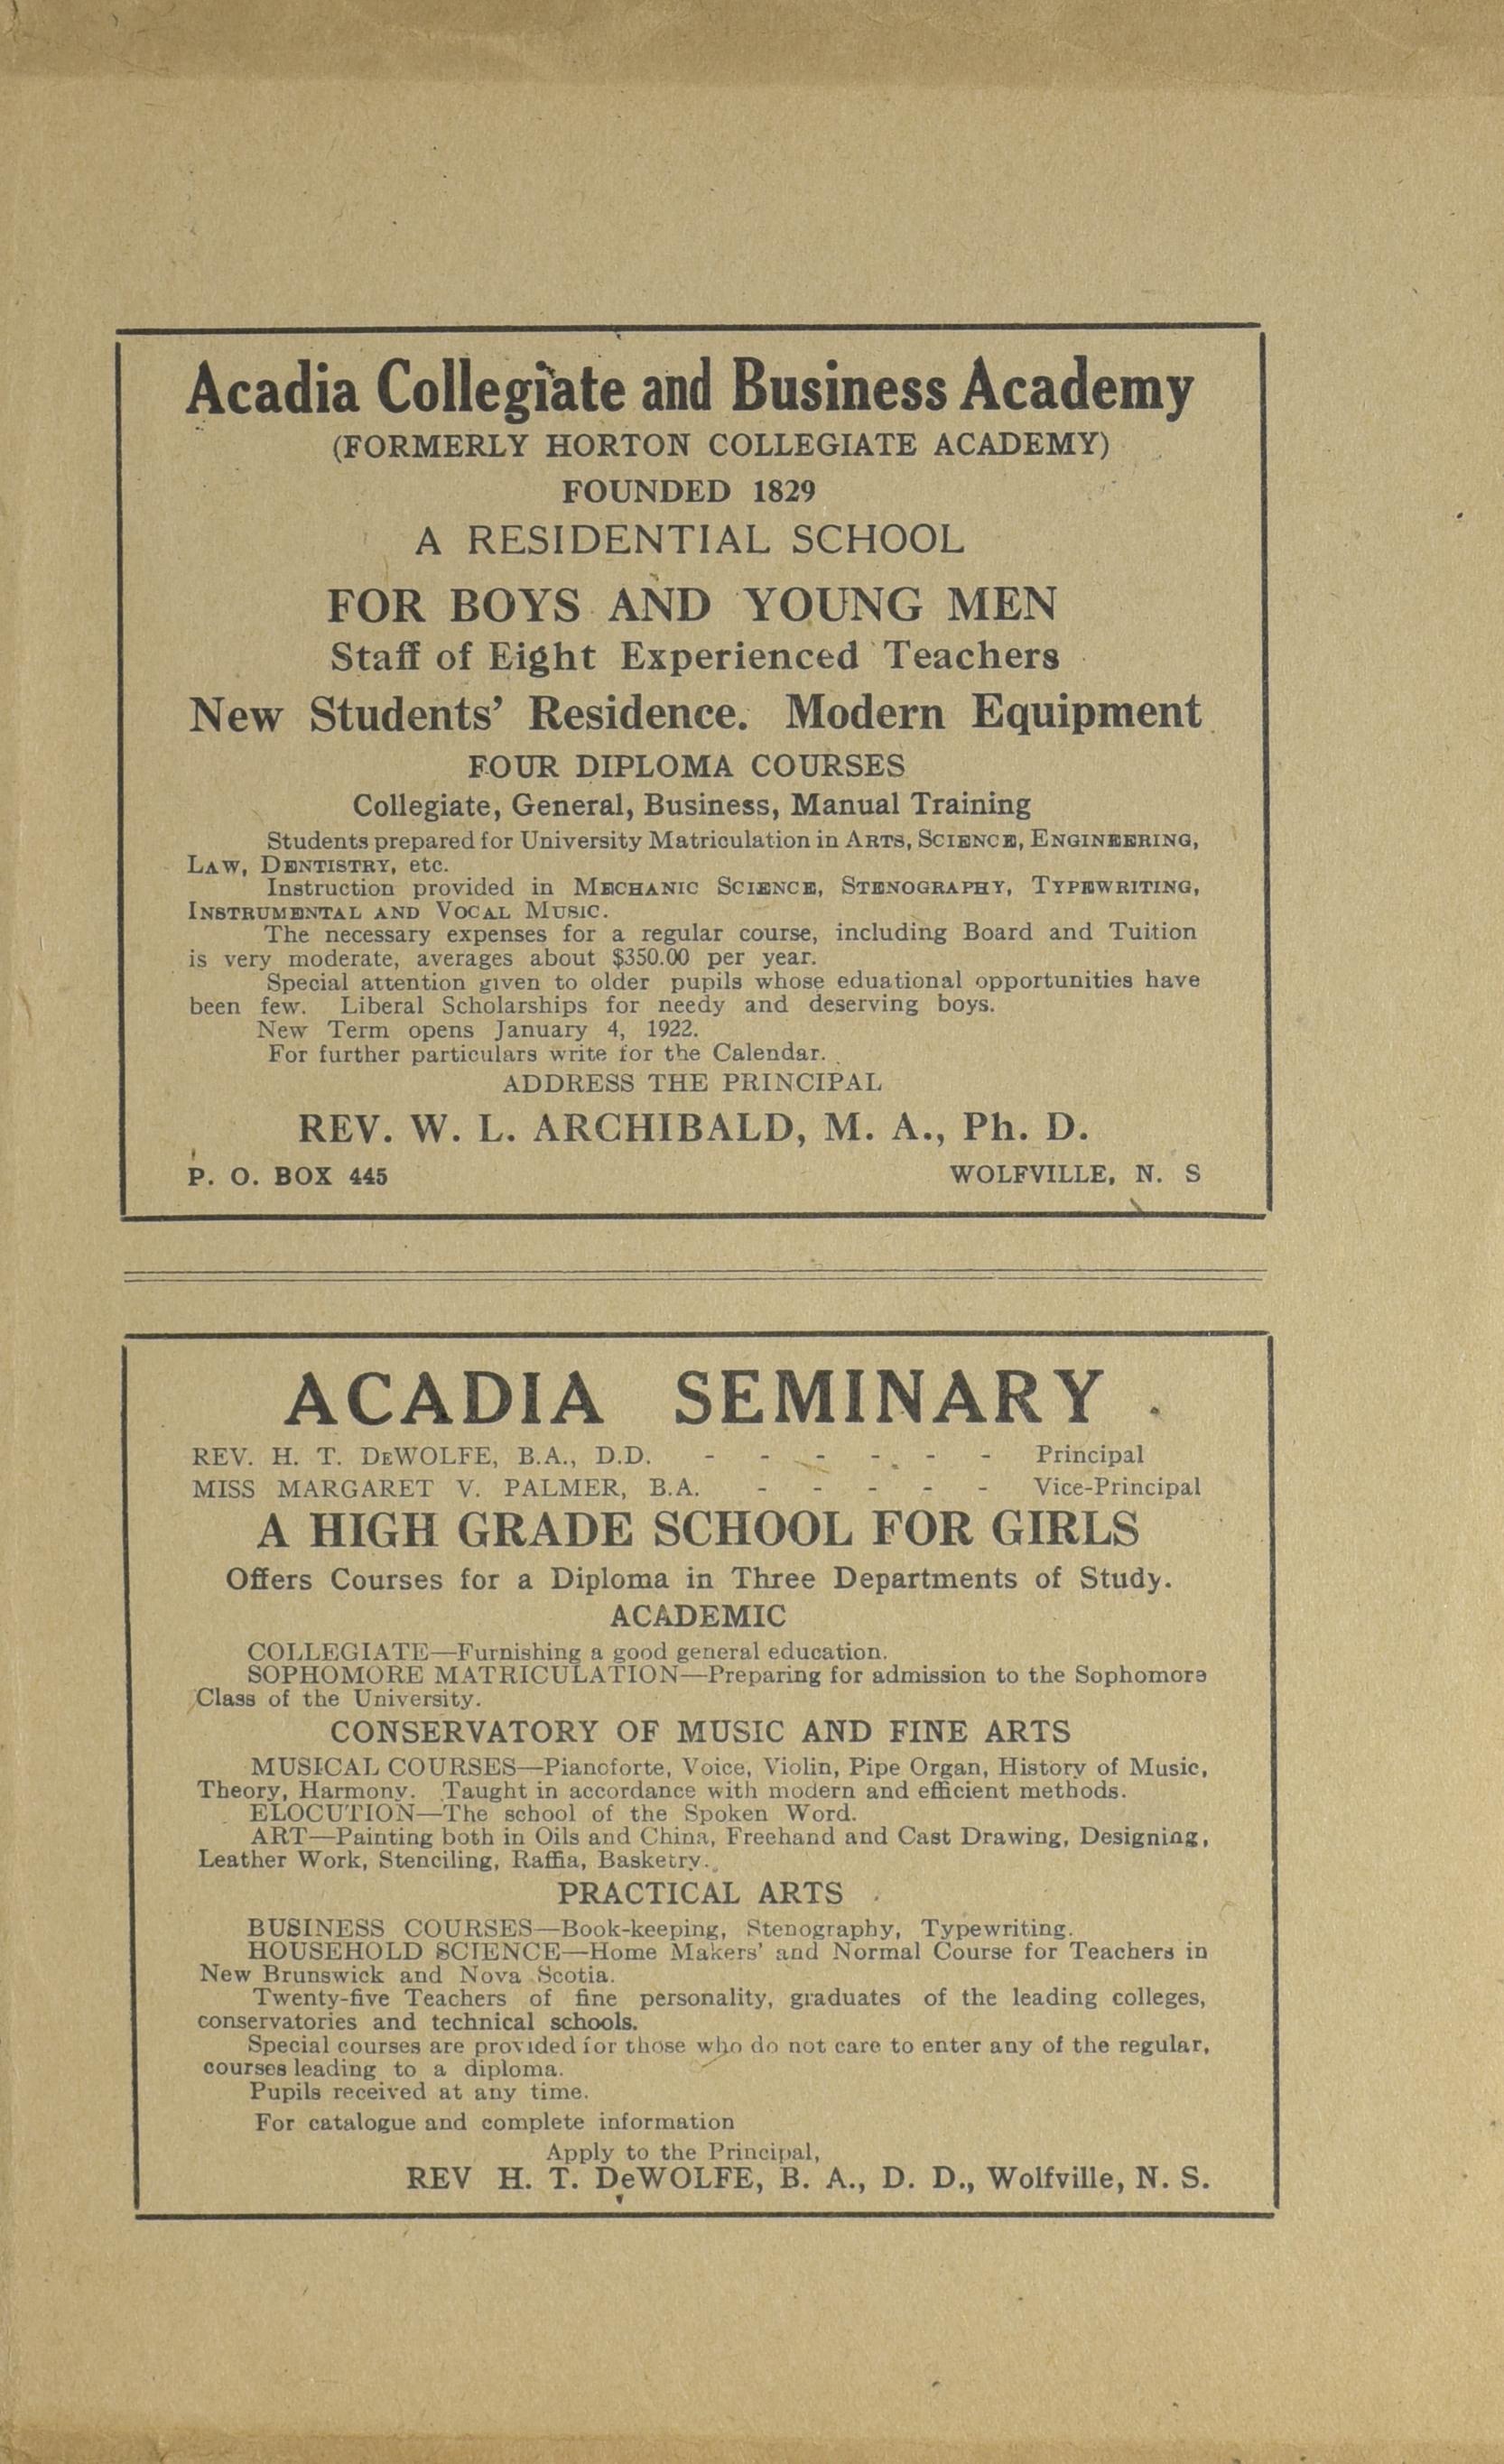 Acadia Collegiate and Business Academy
(FORMERLY HORTON COLLEGIATE ACADEMY)
FOUNDED 1829
A RESIDENTIAL SCHOOL
FOR BOYS AND YOUNG MEN
Staff of Eight Experienced Teachers
New Students' Residence. Modern Equipment
FOUR DIPLOMA COURSES
Collegiate, General, Business, Manual Training
Students prepared for University Matriculation in ARTS, SCIENCE, ENGINEERING,
LAW, DENTISTRY, etc.
Instruction provided in MECHANIC SCIENCE, STENOGRAPHY, TYPEWRITING,
INSTRUMENTAL AND VOCAL MUSIC.
The necessary expenses for a regular course, including Board and Tuition
is very moderate, averages about $350.00 per year.
Special attention given to older pupils whose eduational opportunities have
been few. Liberal Scholarships for needy and deserving boys.
New Term opens January 4, 1922.
For further particulars write for the Calendar.
ADDRESS THE PRINCIPAL
REV. W. L. ARCHIBALD, M. A., Ph. D.
P. O. BOX 445 WOLFVILLE, N. S
ACADIA SEMINARY
REV. H. T. DeWOLFE, B.A., D.D. - - - - - - Principal
MISS MARGARET V. PALMER, B.A. - - - - - Vice-Principal
A HIGH GRADE SCHOOL FOR GIRLS
Offers Courses for a Diploma in Three Departments of Study.
ACADEMIC
COLLEGIATE—Furnishing a good general education.
SOPHOMORE MATRICULATION—Preparing for admission to the Sophomore
Class of the University.
CONSERVATORY OF MUSIC AND FINE ARTS
MUSICAL COURSES—Pianoforte, Voice, Violin, Pipe Organ, History of Music,
Theory, Harmony. Taught in accordance with modern and efficient methods.
ELOCUTION—The school of the Spoken Word.
ART—Painting both in Oils and China, Freehand and Cast Drawing, Designing,
Leather Work, Stenciling, Raffia, Basketry.
PRACTICAL ARTS
BUSINESS COURSES—Book-keeping, Stenography, Typewriting.
HOUSEHOLD SCIENCE—Home Makers' and Normal Course for Teachers in
New Brunswick and Nova Scotia.
Twenty-five Teachers of fine personality, graduates of the leading colleges,
conservatories and technical schools.
Special courses are provided for those who do not care to enter any of the regular,
courses leading to a diploma.
Pupils received at any time.
For catalogue and complete information
Apply to the Principal,
REV H. T. DeWOLFE, B. A., D. D., Wolfville, N. S.